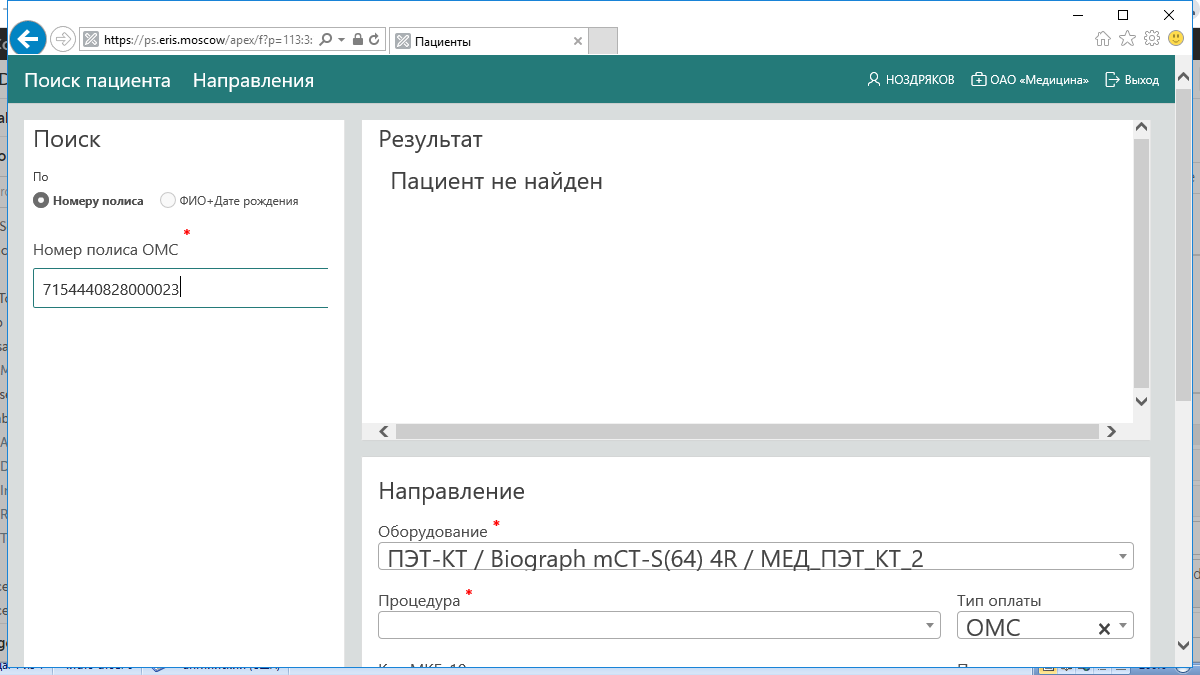 https://ps.eris.moscow/apex/f?p=113:3:
Пациенты
Поиск пациента Направления НОЗДРЯКОВ ОАО «Медицина» Выход
Поиск
По
Номеру полиса ФИО+Дате рождения
Номер полиса ОМС *
7154440828000023
Результат
Пациент не найден
Направление
Оборудование *
ПЭТ-КТ / Biograph mCT-S(64) 4R / МЕД_ПЭТ_КТ_2
Процедура * Тип оплаты
ОМС